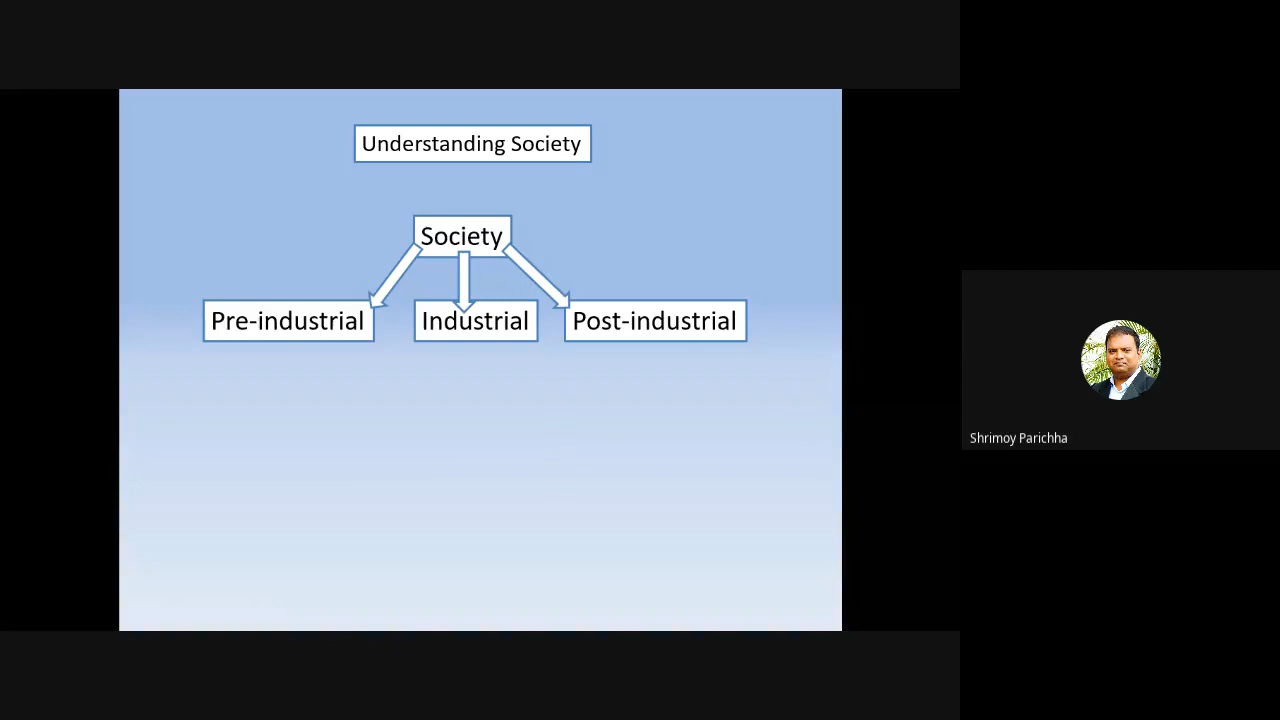 Understanding Society
Society
Pre-industrial
Industrial
Post-industrial
Shrimoy Parichha